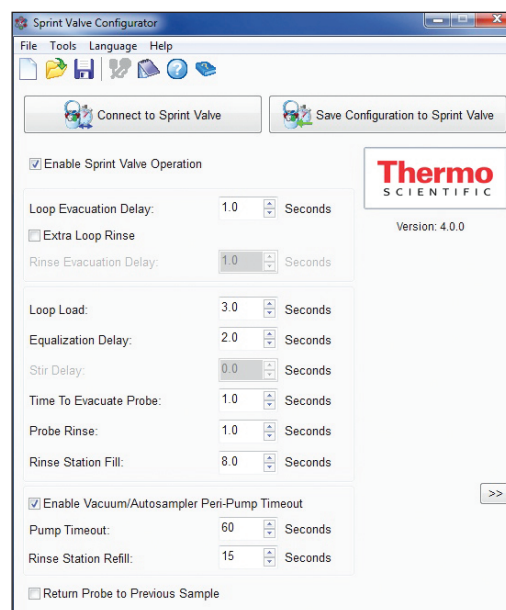 Sprint Valve Configurator
File Tools Language Help
Connect to Sprint Valve
Save Configuration to Sprint Valve
Enable Sprint Valve Operation
Thermo
SCIENTIFIC
Version: 4.0.0
Loop Evacuation Delay: 1.0 Seconds
Extra Loop Rinse
Rinse Evacuation Delay: 1.0 Seconds
Loop Load: 3.0 Seconds
Equalization Delay: 2.0 Seconds
Stir Delay: 0.0 Seconds
Time To Evacuate Probe: 1.0 Seconds
Probe Rinse: 1.0 Seconds
Rinse Station Fill: 8.0 Seconds
>>
Enable Vacuum/Autosampler Peri-Pump Timeout
Pump Timeout: 60 Seconds
Rinse Station Refill: 15 Seconds
Return Probe to Previous Sample